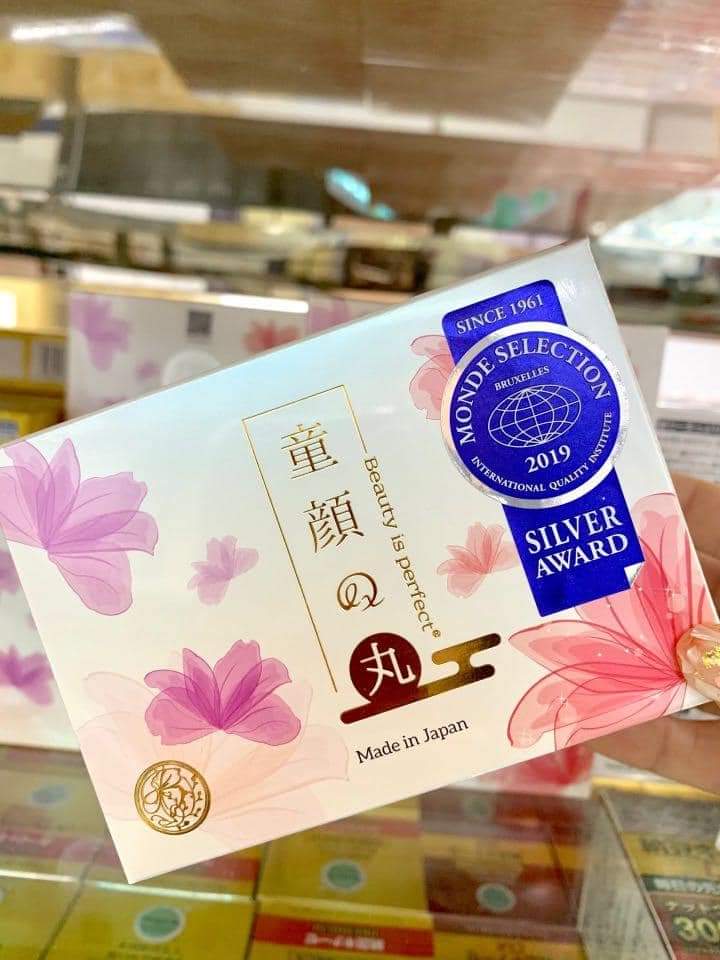 童顔の
丸
Beauty is perfect®
Made in Japan
SINCE 1961
MONDE SELECTION
BRUXELLES
2019
INTERNATIONAL QUALITY INSTITUTE
SILVER
AWARD
300